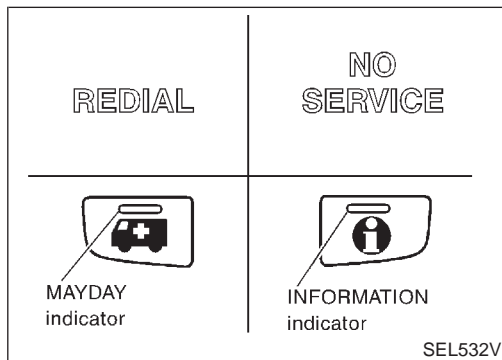 REDIAL
NO
SERVICE
MAYDAY
indicator
INFORMATION
indicator
SEL532V